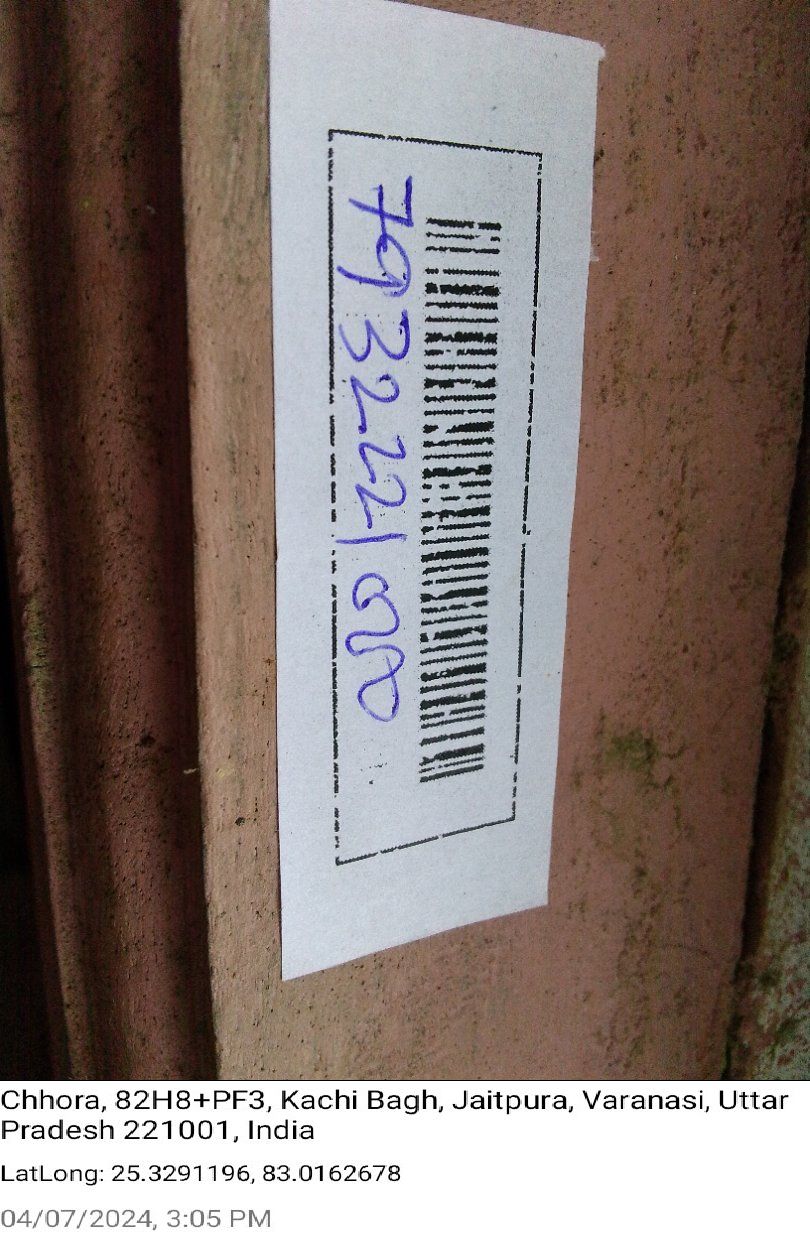 Chhora, 82H8+PF3, Kachi Bagh, Jaitpura, Varanasi, Uttar
Pradesh 221001, India
LatLong: 25.3291196, 83.0162678
04/07/2024, 3:05 PM